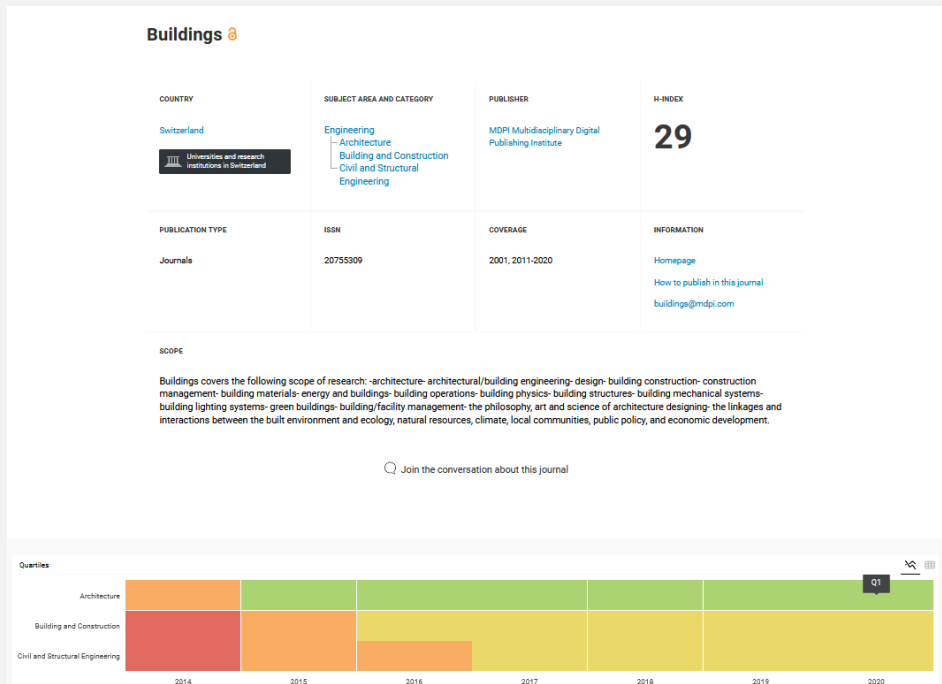 Buildings
COUNTRY
Switzerland
Universities and research
institutions in Switzerland
SUBJECT AREA AND CATEGORY
Engineering
Architecture
Building and Construction
Civil and Structural
Engineering
PUBLISHER
MDPI Multidisciplinary Digital
Publishing Institute
H-INDEX
29
PUBLICATION TYPE
Journals
ISSN
20755309
COVERAGE
2001, 2011-2020
INFORMATION
Homepage
How to publish in this journal
buildings@mdpi.com
SCOPE
Buildings covers the following scope of research: -architecture- architectural/building engineering- design- building construction- construction
management- building materials- energy and buildings- building operations- building physics- building structures- building mechanical systems-
building lighting systems- green buildings- building/facility management- the philosophy, art and science of architecture designing- the linkages and
interactions between the built environment and ecology, natural resources, climate, local communities, public policy, and economic development.
Join the conversation about this journal
Quartiles
Q1
Architecture
Building and Construction
Civil and Structural Engineering
2014 2015 2016 2017 2018 2019 2020